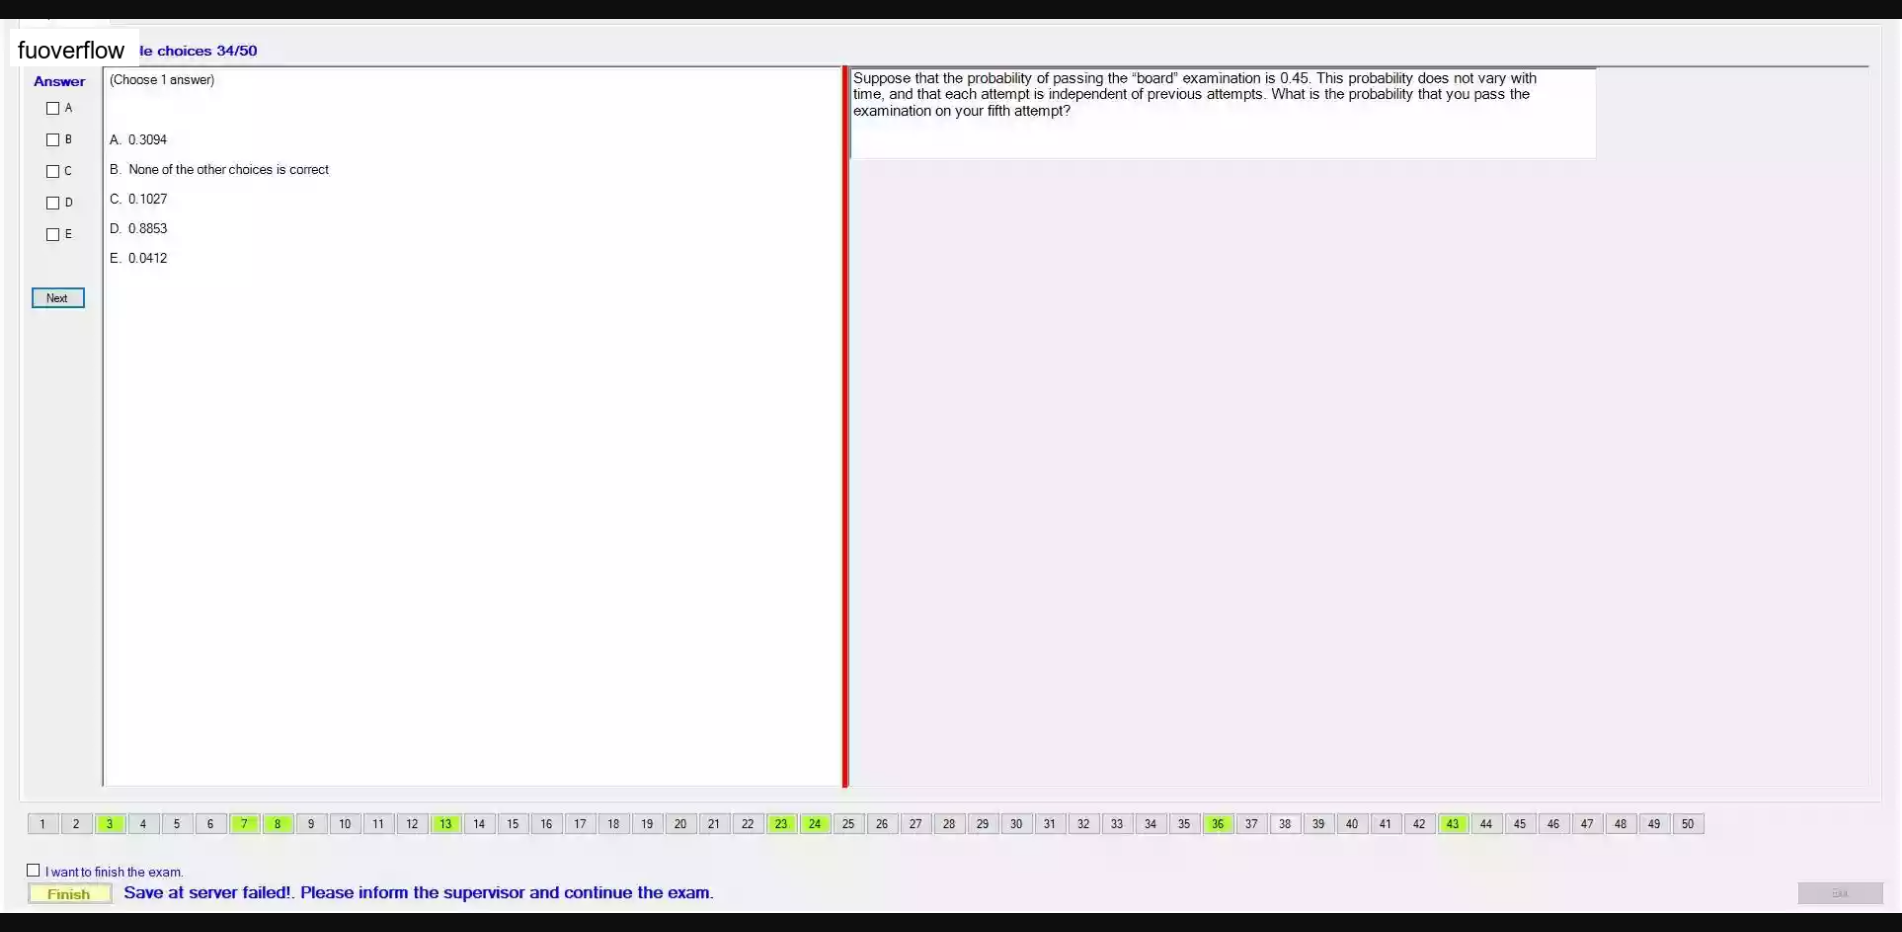 fuoverflow
le choices 34/50
Answer
(Choose 1 answer)
A
B
C
D
E
Next
A. 0.3094
B. None of the other choices is correct
C. 0.1027
D. 0.8853
E. 0.0412
Suppose that the probability of passing the “board” examination is 0.45. This probability does not vary with
time, and that each attempt is independent of previous attempts. What is the probability that you pass the
examination on your fifth attempt?
1 2 3 4 5 6 7 8 9 10 11 12 13 14 15 16 17 18 19 20 21 22 23 24 25 26 27 28 29 30 31 32 33 34 35 36 37 38 39 40 41 42 43 44 45 46 47 48 49 50
I want to finish the exam.
Finish
Save at server failed!. Please inform the supervisor and continue the exam.